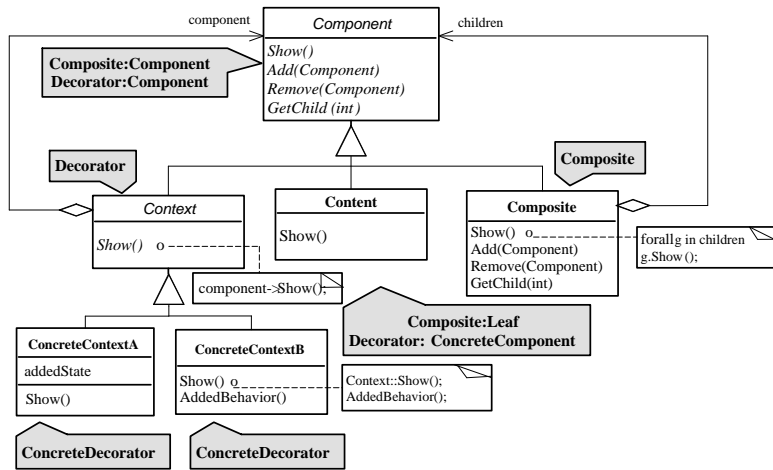 component
Component
children
Show()
Add(Component)
Remove(Component)
GetChild (int)
Composite:Component
Decorator:Component
Decorator
Composite
Context
Show() o
Content
Show()
Composite
Show() o
Add(Component)
Remove(Component)
GetChild(int)
forall g in children
g.Show();
component->Show();
Composite:Leaf
Decorator: ConcreteComponent
ConcreteContextA
addedState
Show()
ConcreteContextB
Show() o
AddedBehavior()
Context::Show();
AddedBehavior();
ConcreteDecorator
ConcreteDecorator